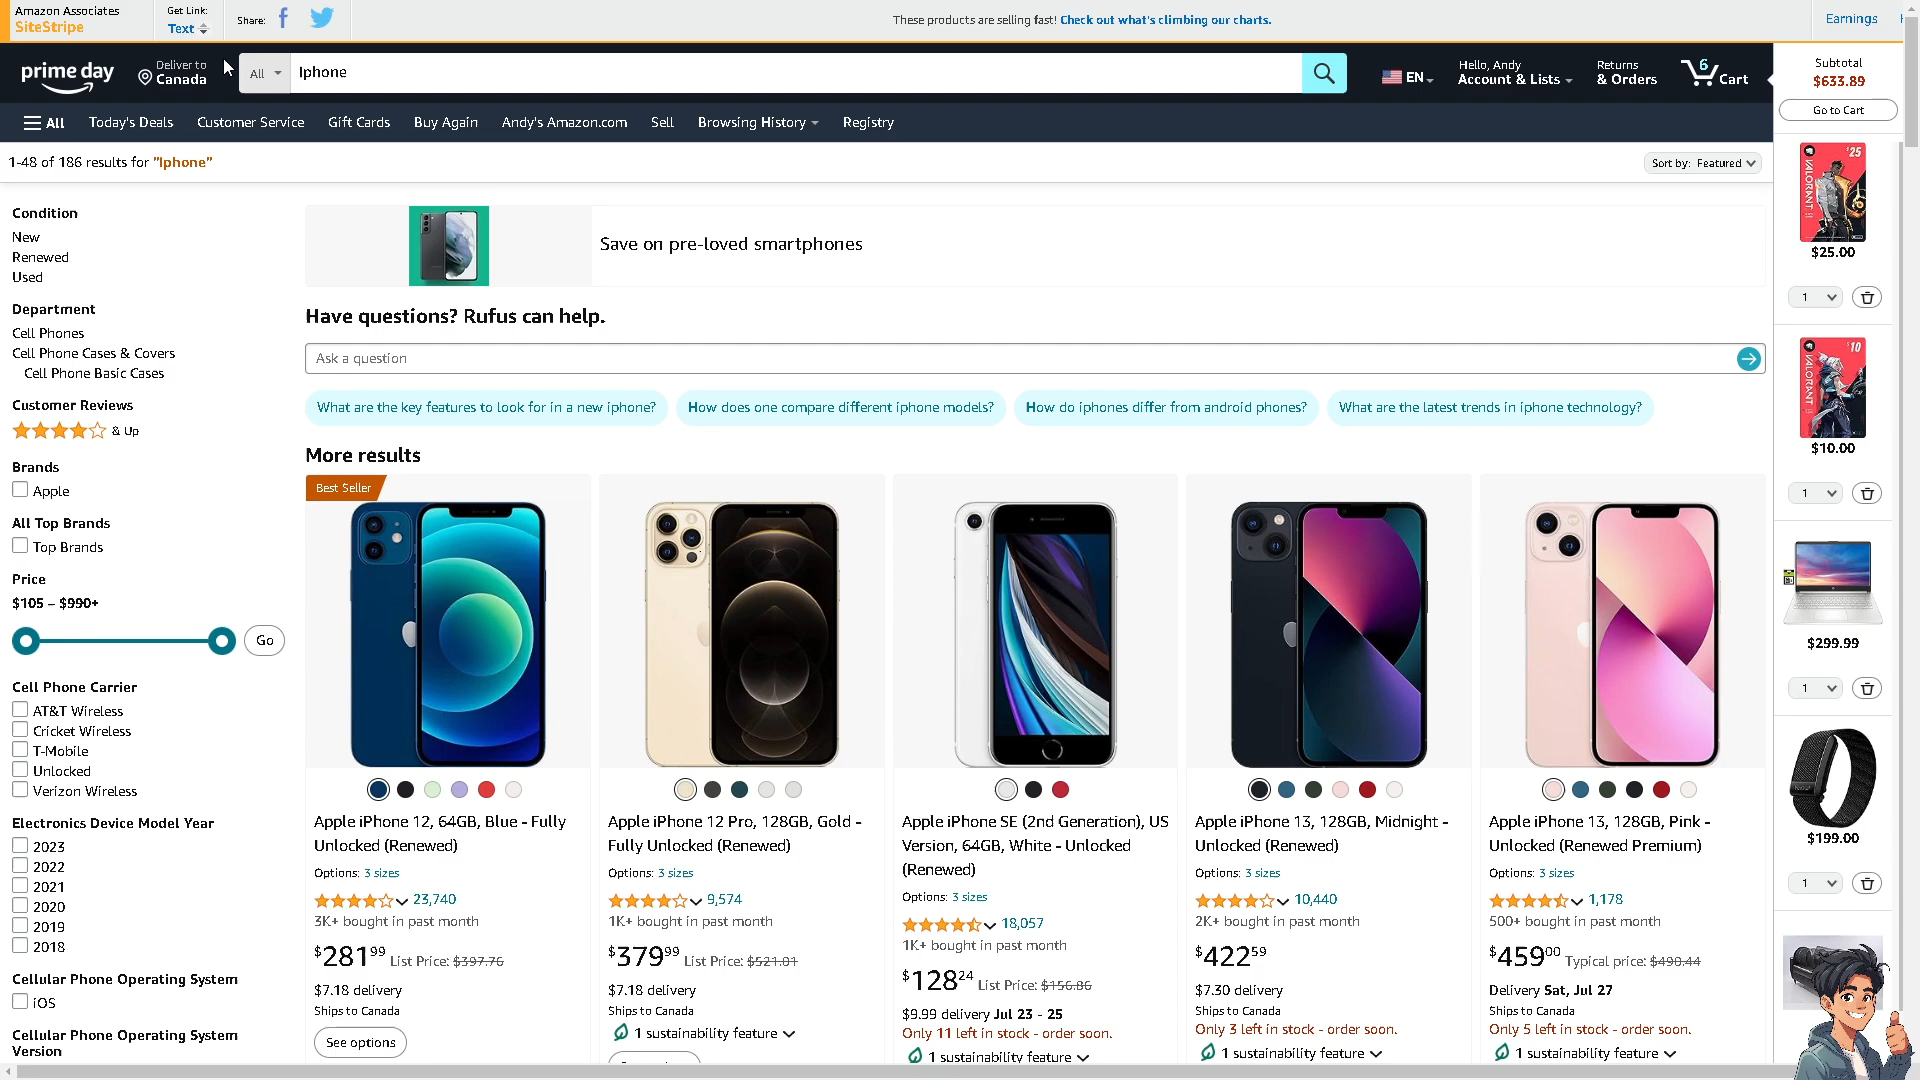 Amazon Associates
SiteStripe
Get Link:
Text
Share:
These products are selling fast! Check out what's climbing our charts.
Earnings
prime day
Deliver to
Canada
All
Iphone
EN
Hello, Andy
Account & Lists
Returns
& Orders
6
Cart
Subtotal
$633.89
Go to Cart
All
Today's Deals
Customer Service
Gift Cards
Buy Again
Andy's Amazon.com
Sell
Browsing History
Registry
1-48 of 186 results for "Iphone"
Sort by: Featured
Condition
New
Renewed
Used
Department
Cell Phones
Cell Phone Cases & Covers
Cell Phone Basic Cases
Customer Reviews
& Up
Brands
Apple
All Top Brands
Top Brands
Price
$105 – $990+
Go
Cell Phone Carrier
AT&T Wireless
Cricket Wireless
T-Mobile
Unlocked
Verizon Wireless
Electronics Device Model Year
2023
2022
2021
2020
2019
2018
Cellular Phone Operating System
iOS
Cellular Phone Operating System
Version
Save on pre-loved smartphones
Have questions? Rufus can help.
Ask a question
What are the key features to look for in a new iphone?
How does one compare different iphone models?
How do iphones differ from android phones?
What are the latest trends in iphone technology?
More results
Best Seller
Apple iPhone 12, 64GB, Blue - Fully
Unlocked (Renewed)
Options: 3 sizes
23,740
3K+ bought in past month
$281 99 List Price: $397.76
$7.18 delivery
Ships to Canada
See options
Apple iPhone 12 Pro, 128GB, Gold -
Fully Unlocked (Renewed)
Options: 3 sizes
9,574
1K+ bought in past month
$379 99 List Price: $521.01
$7.18 delivery
Ships to Canada
1 sustainability feature
Apple iPhone SE (2nd Generation), US
Version, 64GB, White - Unlocked
(Renewed)
Options: 3 sizes
18,057
1K+ bought in past month
$128 24 List Price: $156.86
$9.99 delivery Jul 23 - 25
Only 11 left in stock - order soon.
1 sustainability feature
Apple iPhone 13, 128GB, Midnight -
Unlocked (Renewed)
Options: 3 sizes
10,440
2K+ bought in past month
$422 59
$7.30 delivery
Ships to Canada
Only 3 left in stock - order soon.
1 sustainability feature
Apple iPhone 13, 128GB, Pink -
Unlocked (Renewed Premium)
Options: 3 sizes
1,178
500+ bought in past month
$459 00 Typical price: $490.44
Delivery Sat, Jul 27
Ships to Canada
Only 5 left in stock - order soon.
1 sustainability feature
$25
VALORANT
$25.00
1
$10
VALORANT
$10.00
1
$299.99
1
$199.00
1